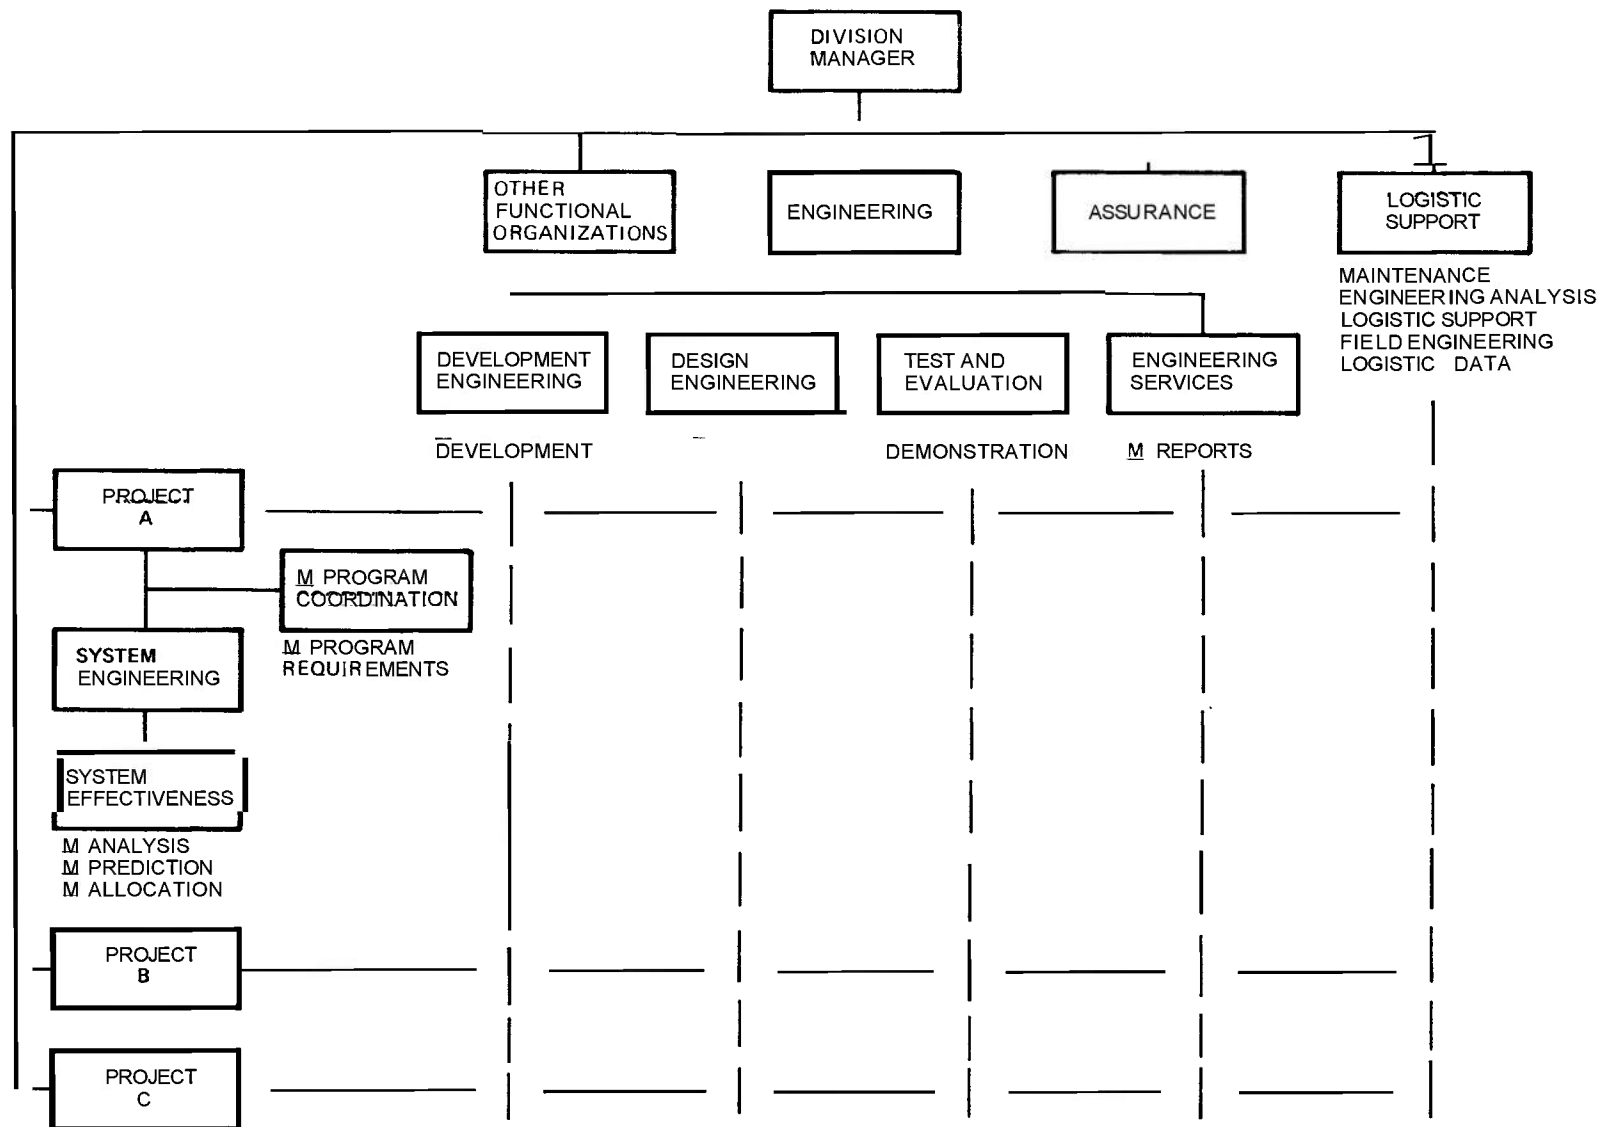 DIVISION
MANAGER
OTHER
FUNCTIONAL
ORGANIZATIONS
ENGINEERING
ASSURANCE
LOGISTIC
SUPPORT
MAINTENANCE
ENGINEERING ANALYSIS
LOGISTIC SUPPORT
FIELD ENGINEERING
LOGISTIC DATA
DEVELOPMENT
ENGINEERING
DESIGN
ENGINEERING
TEST AND
EVALUATION
ENGINEERING
SERVICES
DEVELOPMENT
DEMONSTRATION
M REPORTS
PROJECT
A
M PROGRAM
COORDINATION
M PROGRAM
REQUIREMENTS
SYSTEM
ENGINEERING
SYSTEM
EFFECTIVENESS
M ANALYSIS
M PREDICTION
M ALLOCATION
PROJECT
B
PROJECT
C